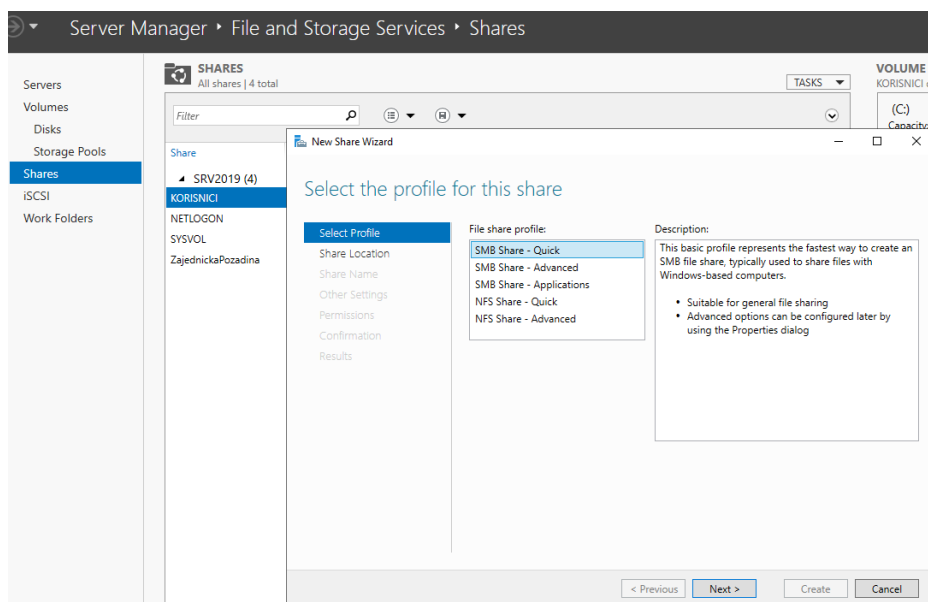 Server Manager ‣ File and Storage Services ‣ Shares
Servers
Volumes
Disks
Storage Pools
Shares
iSCSI
Work Folders
SHARES
All shares | 4 total
TASKS
Filter
Share
SRV2019 (4)
KORISNICI
NETLOGON
SYSVOL
ZajednickaPozadina
VOLUME
KORISNICI
(C:)
Capacity
New Share Wizard
Select the profile for this share
Select Profile
Share Location
Share Name
Other Settings
Permissions
Confirmation
Results
File share profile:
SMB Share - Quick
SMB Share - Advanced
SMB Share - Applications
NFS Share - Quick
NFS Share - Advanced
Description:
This basic profile represents the fastest way to create an
SMB file share, typically used to share files with
Windows-based computers.
• Suitable for general file sharing
• Advanced options can be configured later by
using the Properties dialog
< Previous
Next >
Create
Cancel